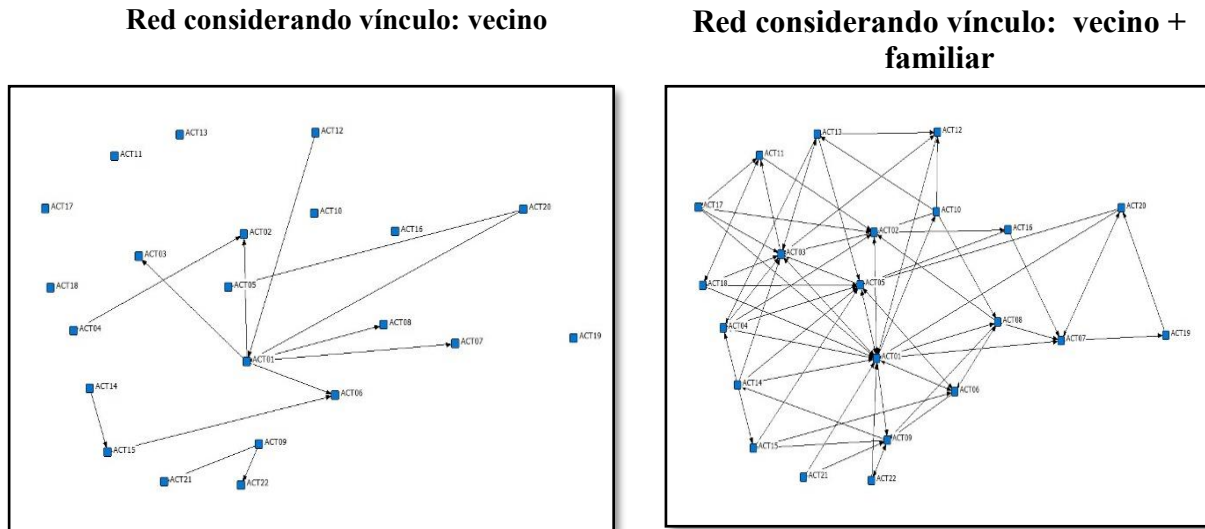 Red considerando vínculo: vecino
Red considerando vínculo: vecino +
familiar
ACT13
ACT12
ACT11
ACT17
ACT10
ACT20
ACT02
ACT16
ACT03
ACT18
ACT05
ACT04
ACT08
ACT07
ACT19
ACT01
ACT14
ACT06
ACT15
ACT09
ACT21
ACT22
ACT13
ACT12
ACT11
ACT17
ACT10
ACT20
ACT02
ACT16
ACT03
ACT18
ACT05
ACT04
ACT08
ACT19
ACT07
ACT01
ACT14
ACT06
ACT09
ACT15
ACT21
ACT22